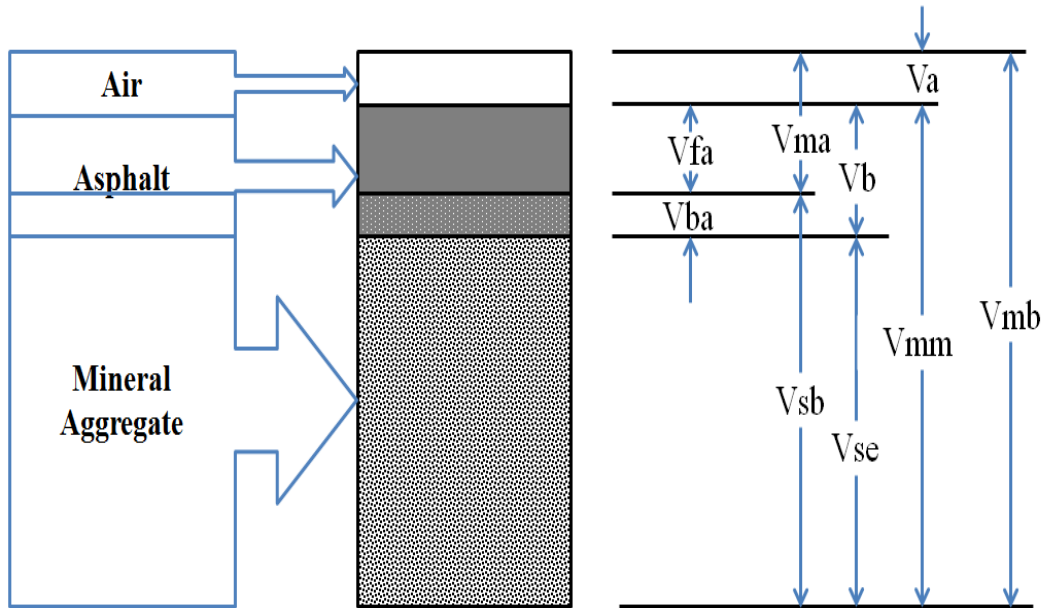 Air
Asphalt
Mineral
Aggregate
Va
Vfa
Vma
Vb
Vba
Vmb
Vmm
Vsb
Vse